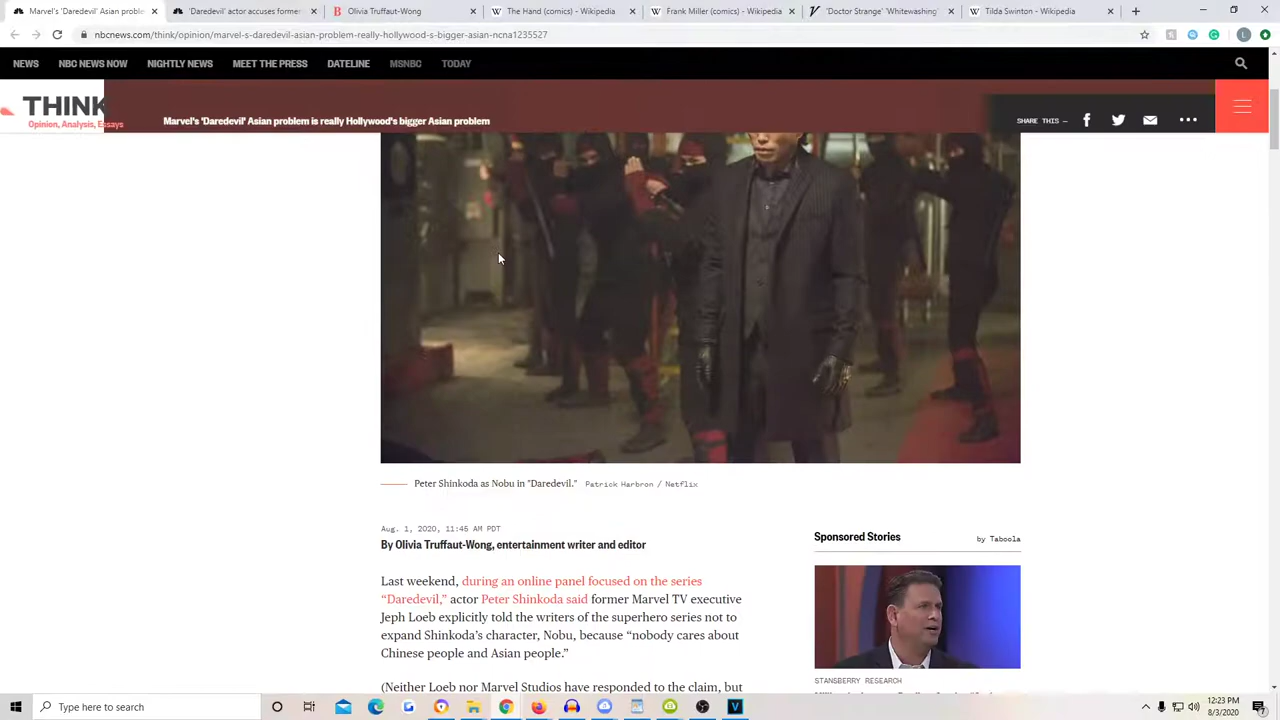 Marvel's 'Daredevil' Asian problem
'Daredevil' actor accuses former
Olivia Truffaut-Wong
The Hand (comics) - Wikipedia
Frank Miller (comics) - Wikipedia
'Doctor Strange' 'Whitewashing'
Tilda Swinton - Wikipedia
nbcnews.com/think/opinion/marvel-s-daredevil-asian-problem-really-hollywood-s-bigger-asian-ncna1235527
NEWS NBC NEWS NOW NIGHTLY NEWS MEET THE PRESS DATELINE MSNBC TODAY
THINK
Opinion, Analysis, Essays
Marvel's 'Daredevil' Asian problem is really Hollywood's bigger Asian problem
SHARE THIS —
Peter Shinkoda as Nobu in "Daredevil." Patrick Harbron / Netflix
Aug. 1, 2020, 11:45 AM PDT
By Olivia Truffaut-Wong, entertainment writer and editor
Last weekend, during an online panel focused on the series
“Daredevil,” actor Peter Shinkoda said former Marvel TV executive
Jeph Loeb explicitly told the writers of the superhero series not to
expand Shinkoda’s character, Nobu, because “nobody cares about
Chinese people and Asian people.”
(Neither Loeb nor Marvel Studios have responded to the claim, but
Sponsored Stories
by Taboola
STANSBERRY RESEARCH
Type here to search
12:23 PM
8/3/2020